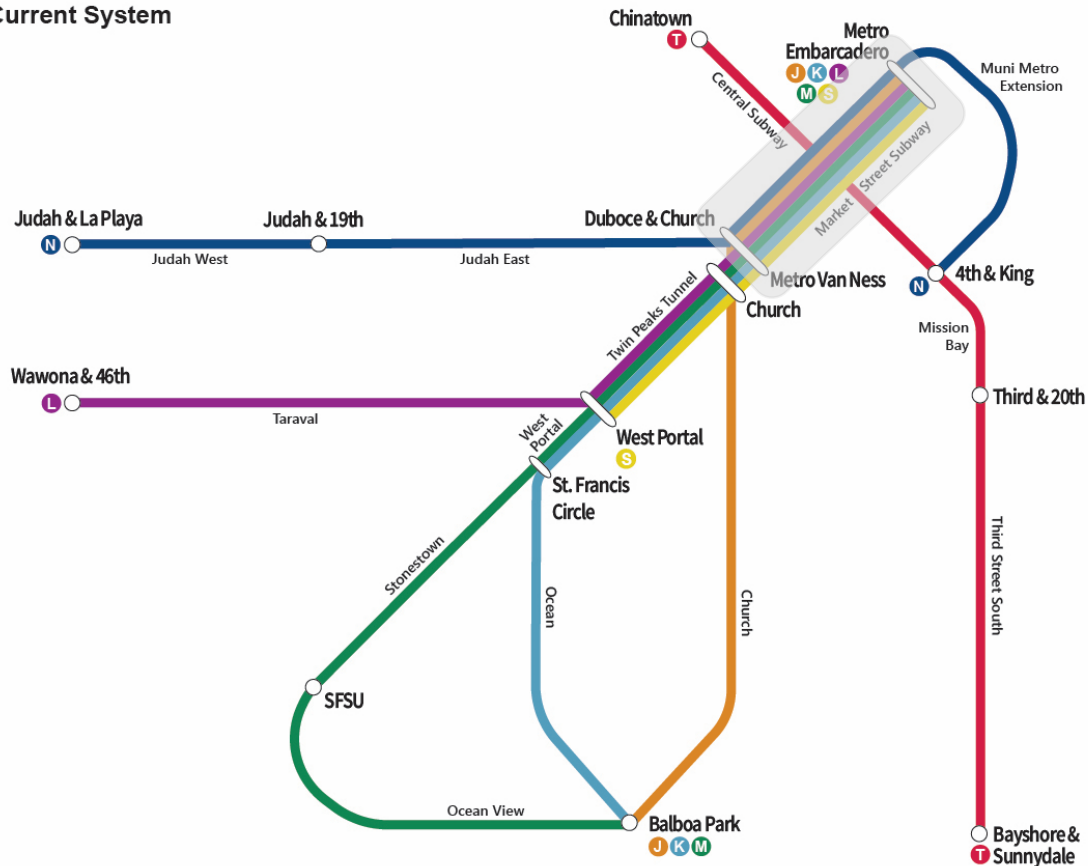 Current System
Chinatown
T
Metro
Embarcadero
J K L
M S
Muni Metro
Extension
Central Subway
Market Street Subway
Judah & La Playa
N
Judah & 19th
Duboce & Church
Judah West
Judah East
Metro Van Ness
4th & King
N
Church
Twin Peaks Tunnel
Mission
Bay
Wawona & 46th
L
Taraval
Third & 20th
West
Portal
West Portal
S
St. Francis
Circle
Stonestown
Ocean
Church
Third Street South
SFSU
Ocean View
Balboa Park
J K M
Bayshore &
T Sunnydale